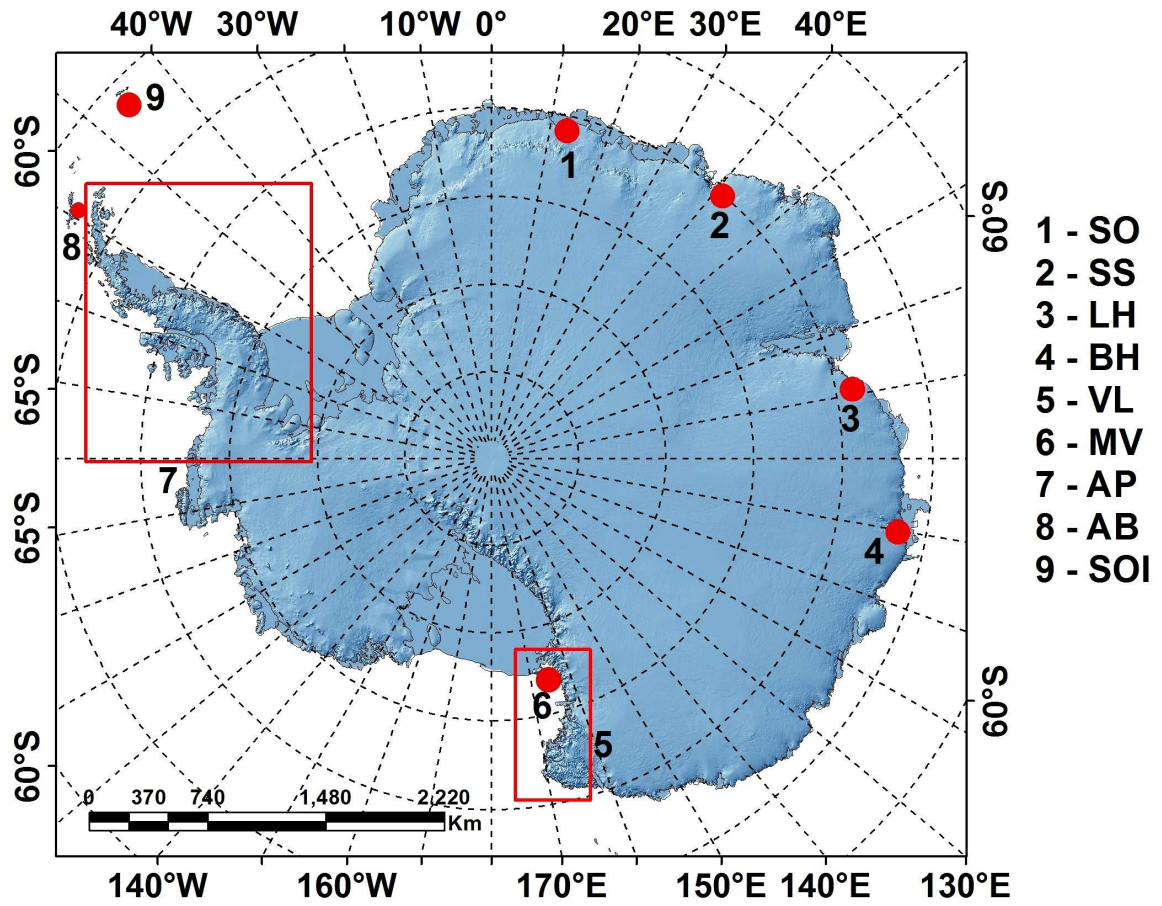 40°W 30°W 10°W 0° 20°E 30°E 40°E
60°S
65°S
65°S
60°S
60°S
60°S
9
1
2
8
3
7
4
6
5
0 370 740 1,480 2,220
Km
140°W 160°W 170°E 150°E 140°E 130°E
1 - SO
2 - SS
3 - LH
4 - BH
5 - VL
6 - MV
7 - AP
8 - AB
9 - SOI